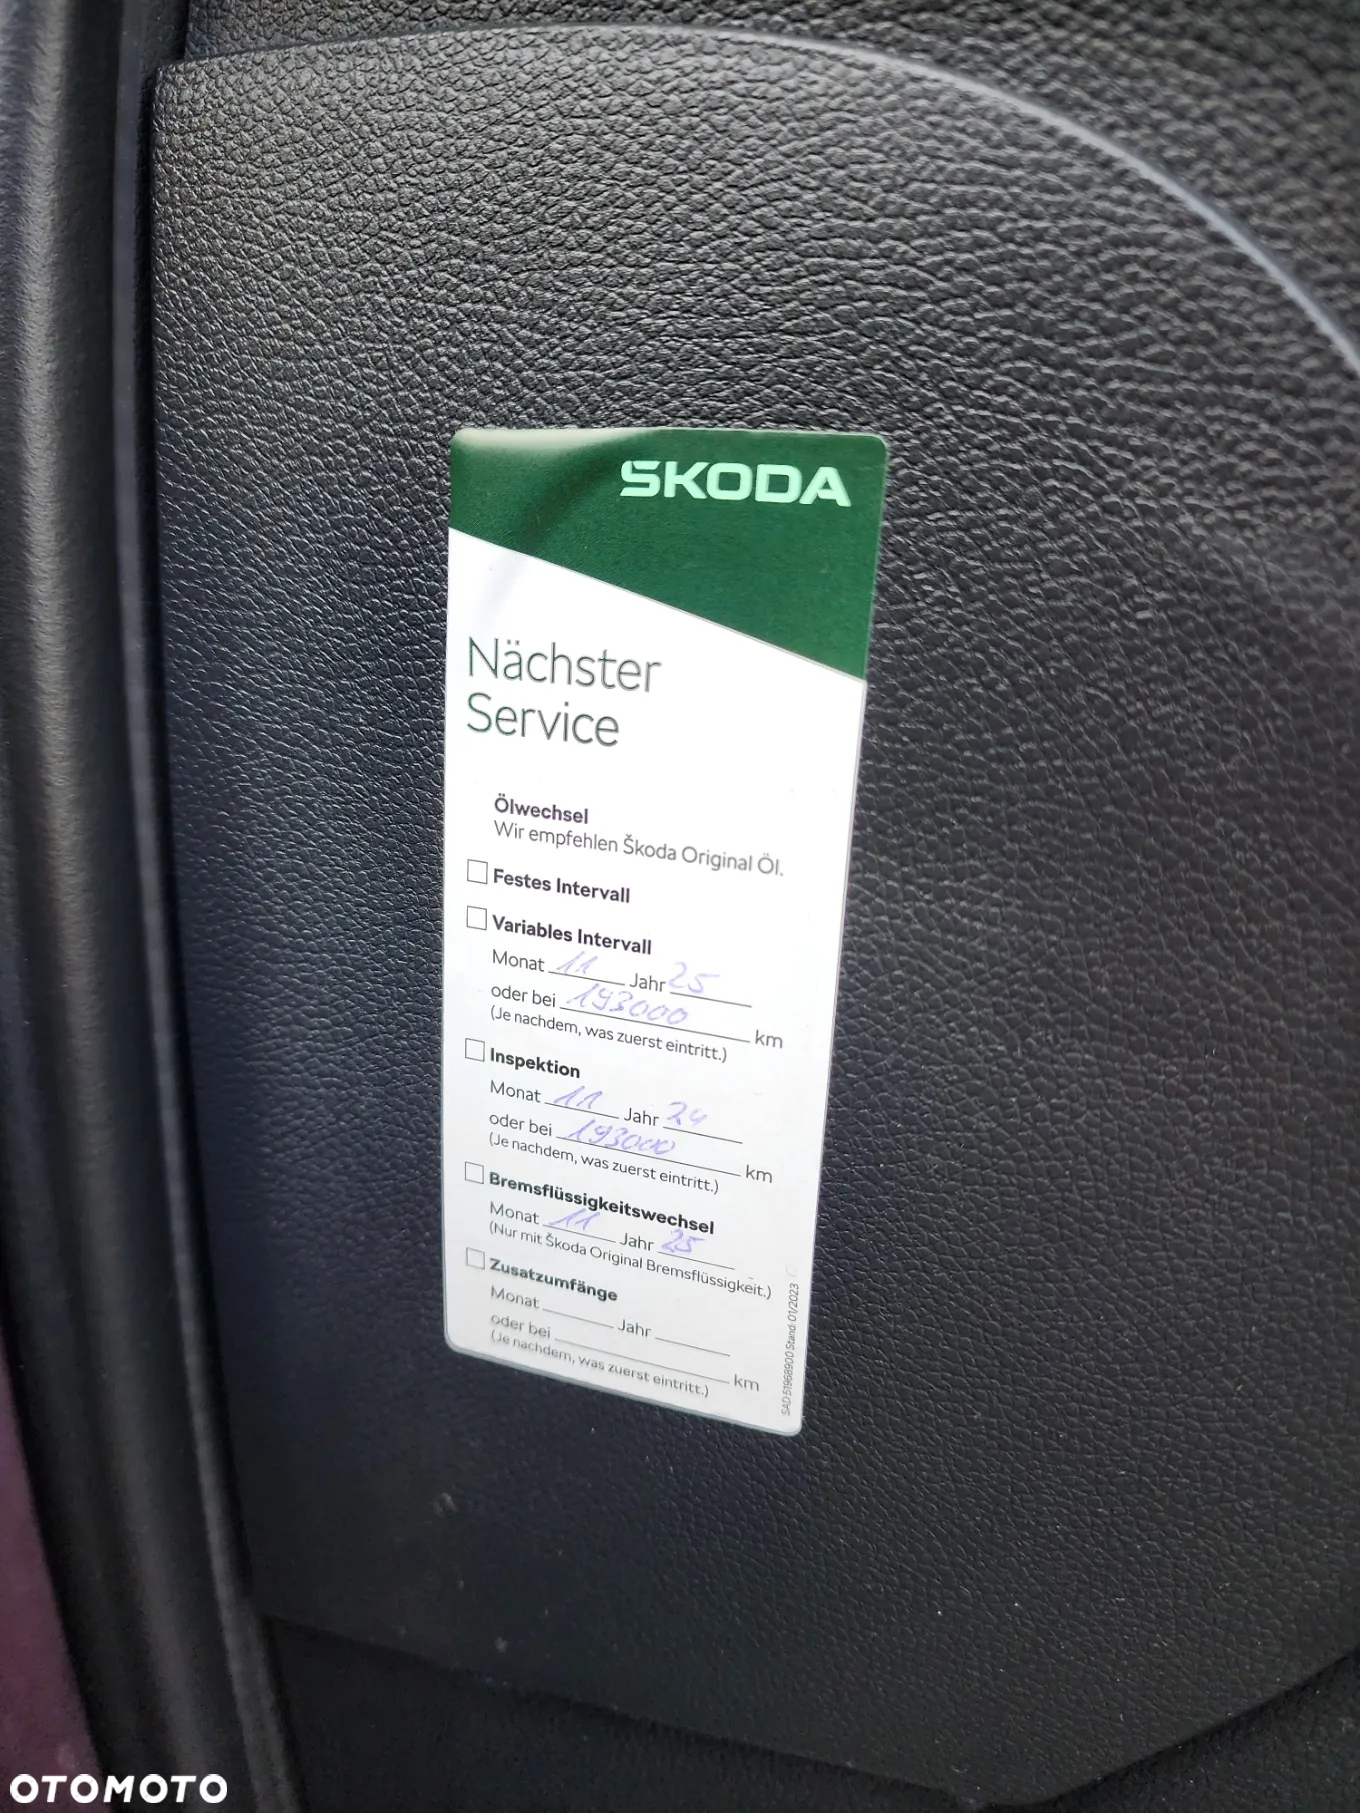 ŠKODA
Nächster
Service
Ölwechsel
Wir empfehlen Škoda Original Öl.
Festes Intervall
Variables Intervall
Monat 11 Jahr 25
oder bei 193000 km
(Je nachdem, was zuerst eintritt.)
Inspektion
Monat 11 Jahr 24
oder bei 193000 km
(Je nachdem, was zuerst eintritt.)
Bremsflüssigkeitswechsel
Monat 11 Jahr 25
(Nur mit Škoda Original Bremsflüssigkeit.)
Zusatzumfänge
Monat Jahr
oder bei km
(Je nachdem, was zuerst eintritt.)
SAD 51968900 Stand: 01/2023
OTOMOTO